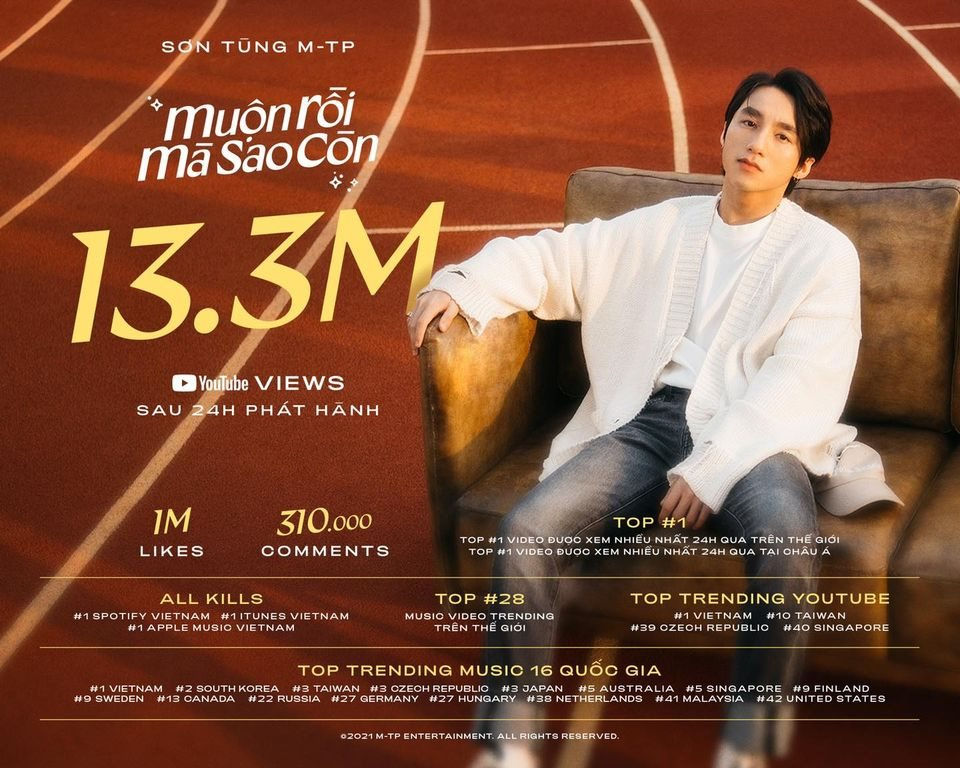 SƠN TÙNG M-TP
muộn rồi
mà sao còn
13.3M
YouTube VIEWS
SAU 24H PHÁT HÀNH
1M
LIKES
310.000
COMMENTS
TOP #1
TOP #1 VIDEO ĐƯỢC XEM NHIỀU NHẤT 24H QUA TRÊN THẾ GIỚI
TOP #1 VIDEO ĐƯỢC XEM NHIỀU NHẤT 24H QUA TẠI CHÂU Á
ALL KILLS
#1 SPOTIFY VIETNAM #1 ITUNES VIETNAM
#1 APPLE MUSIC VIETNAM
TOP #28
MUSIC VIDEO TRENDING
TRÊN THẾ GIỚI
TOP TRENDING YOUTUBE
#1 VIETNAM #10 TAIWAN
#39 CZECH REPUBLIC #40 SINGAPORE
TOP TRENDING MUSIC 16 QUỐC GIA
#1 VIETNAM #2 SOUTH KOREA #3 TAIWAN #3 CZECH REPUBLIC #3 JAPAN #5 AUSTRALIA #5 SINGAPORE #9 FINLAND
#9 SWEDEN #13 CANADA #22 RUSSIA #27 GERMANY #27 HUNGARY #38 NETHERLANDS #41 MALAYSIA #42 UNITED STATES
©2021 M-TP ENTERTAINMENT. ALL RIGHTS RESERVED.